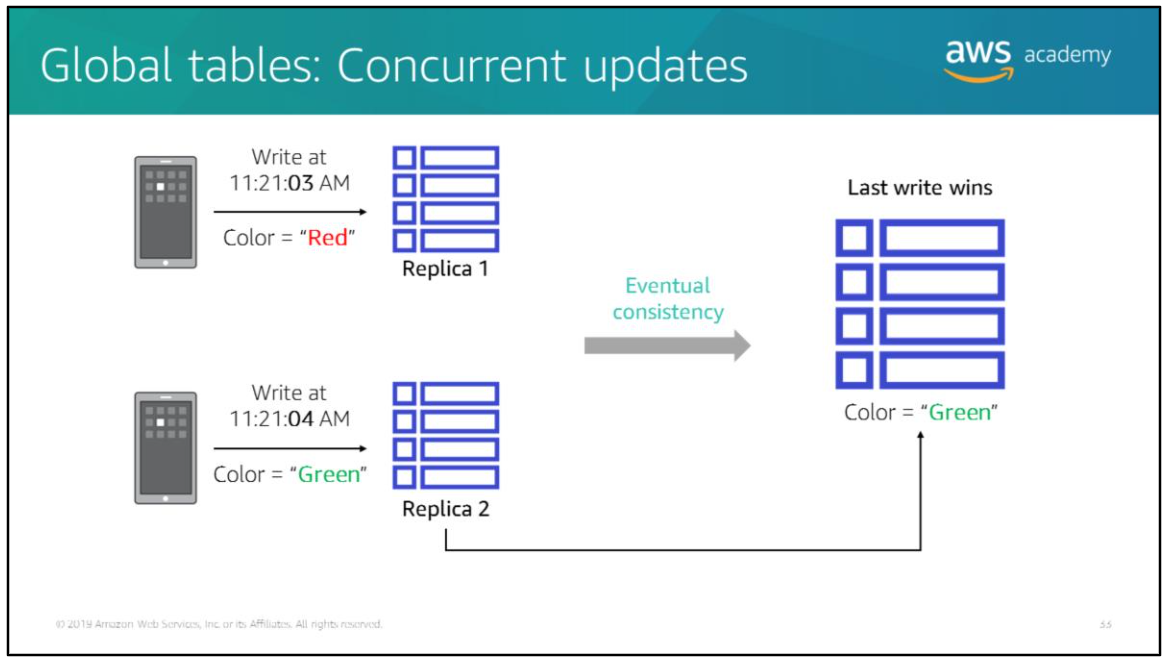 Global tables: Concurrent updates
aws academy
Write at
11:21:03 AM
Color = “Red”
Replica 1
Write at
11:21:04 AM
Color = “Green”
Replica 2
Eventual
consistency
Last write wins
Color = “Green”
© 2019 Amazon Web Services, Inc. or its Affiliates. All rights reserved.
33